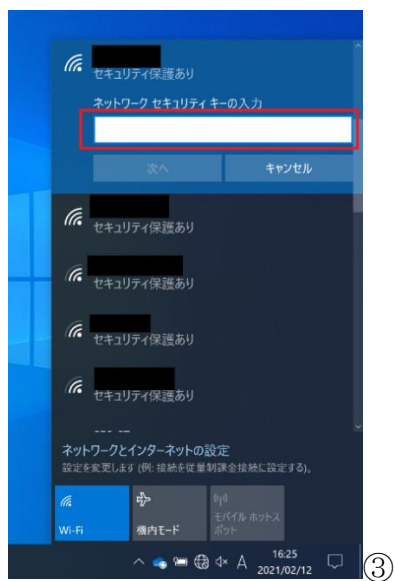 セキュリティ保護あり
ネットワーク セキュリティ キーの入力
次へ
キャンセル
セキュリティ保護あり
セキュリティ保護あり
セキュリティ保護あり
セキュリティ保護あり
ネットワークとインターネットの設定
設定を変更します (例: 接続を従量制課金接続に設定する)。
Wi-Fi
機内モード
モバイル ホットス
ポット
A
16:25
2021/02/12
③